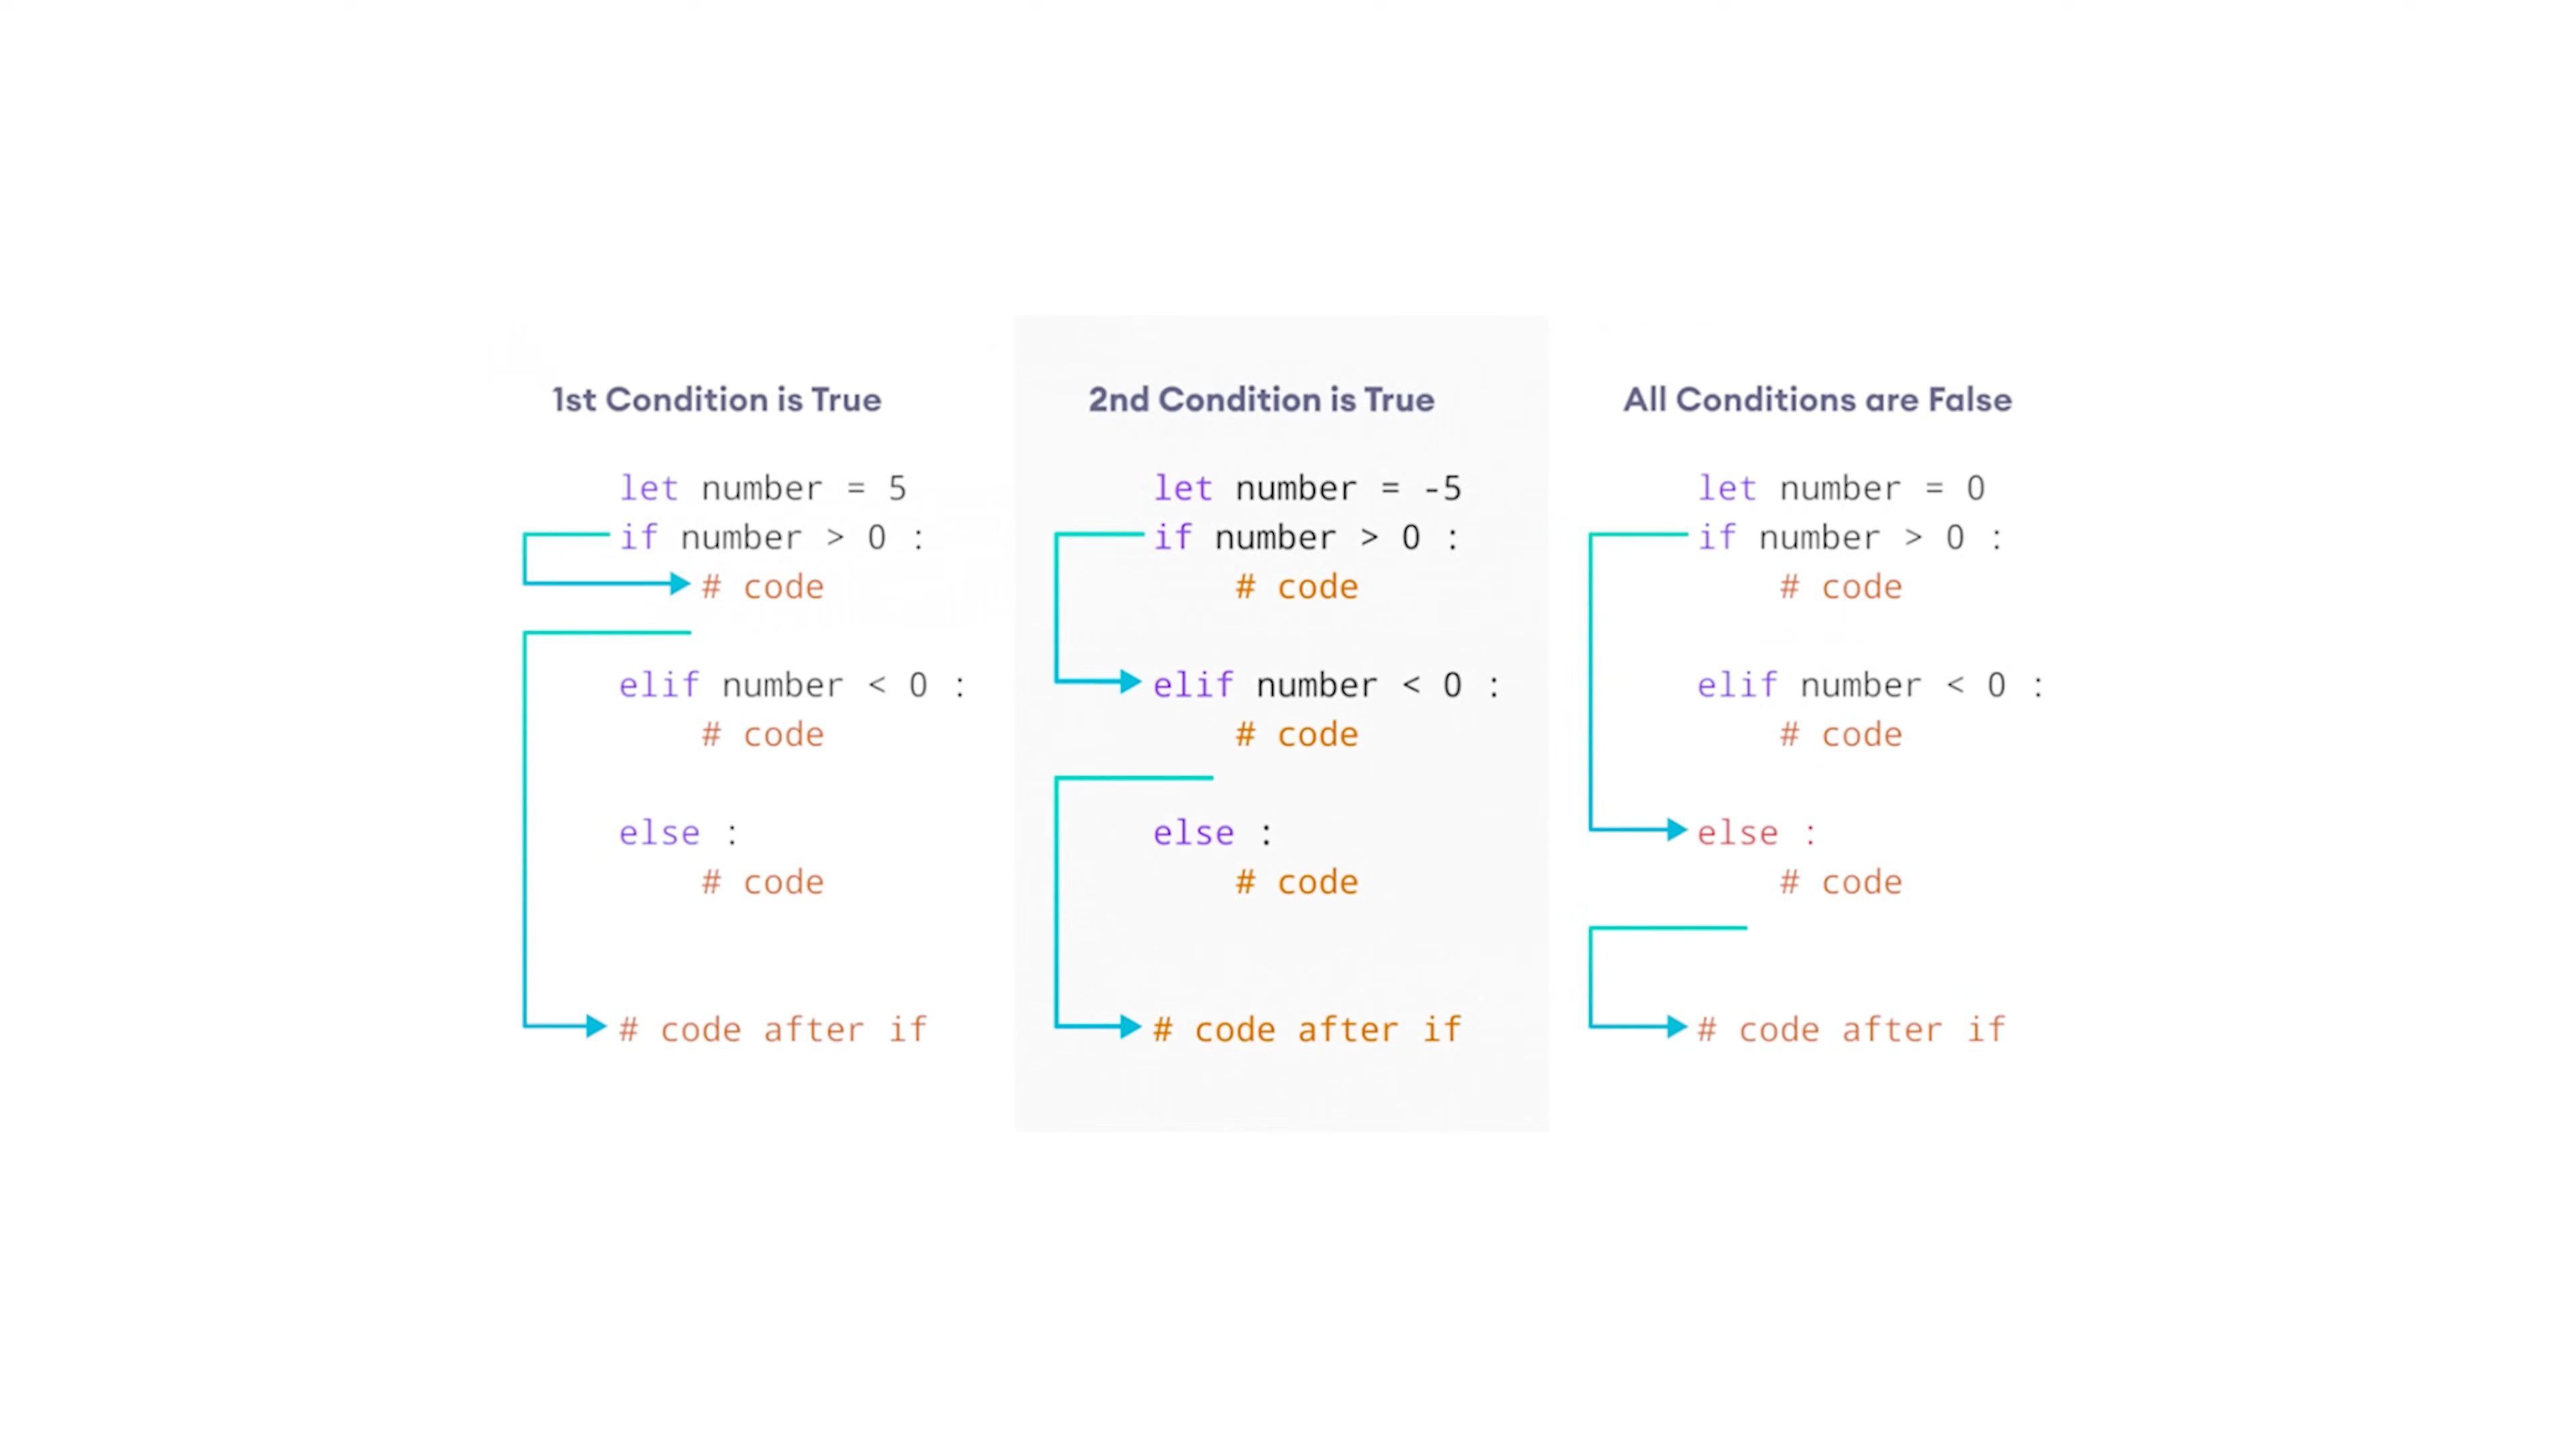 1st Condition is True
let number = 5
if number > 0 :
# code
elif number < 0 :
# code
else :
# code
# code after if
2nd Condition is True
let number = -5
if number > 0 :
# code
elif number < 0 :
# code
else :
# code
# code after if
All Conditions are False
let number = 0
if number > 0 :
# code
elif number < 0 :
# code
else :
# code
# code after if